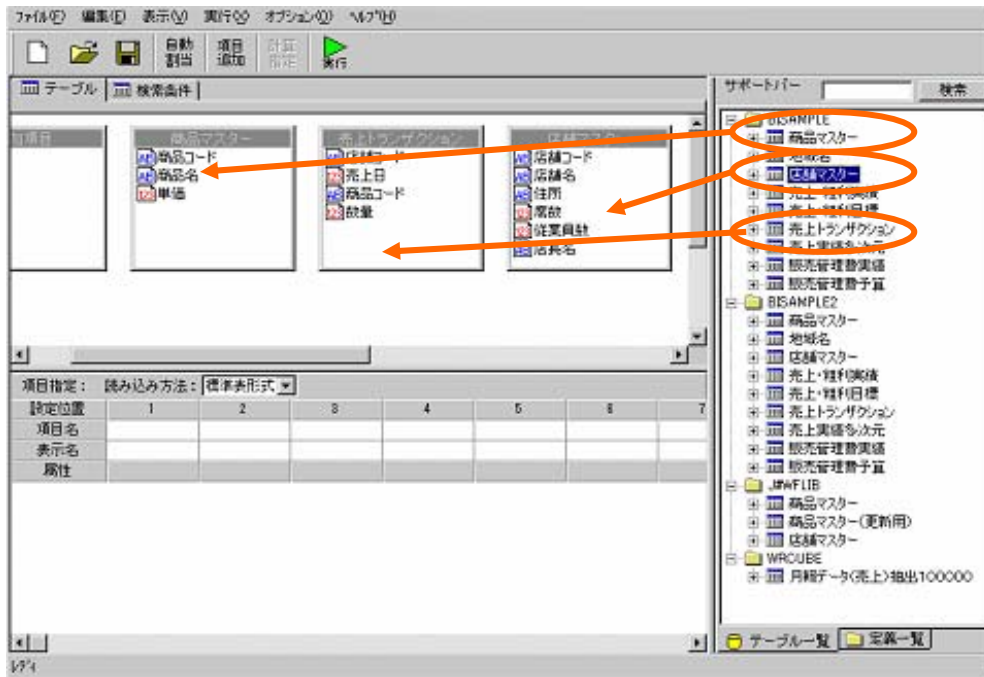 ファイル(F) 編集(E) 表示(V) 実行(X) オプション(O) ヘルプ(H)
自動割当 項目追加 計算指定 実行
テーブル 検索条件
加項目
商品マスター
商品コード
商品名
単価
売上トランザクション
店舗コード
売上日
商品コード
数量
店舗マスター
店舗コード
店舗名
住所
席数
従業員数
店長名
項目指定: 読み込み方法: 標準表形式
設定位置 1 2 3 4 5 6 7
項目名
表示名
属性
サポートバー 検索
BISAMPLE
商品マスター
地域名
店舗マスター
売上・粗利実績
売上・粗利目標
売上トランザクション
売上実績多次元
販売管理費実績
販売管理費予算
BISAMPLE2
商品マスター
地域名
店舗マスター
売上・粗利実績
売上・粗利目標
売上トランザクション
売上実績多次元
販売管理費実績
販売管理費予算
J#WFLIB
商品マスター
商品マスター(更新用)
店舗マスター
WRCUBE
月報データ(売上)抽出100000
テーブル一覧 定義一覧
レディ